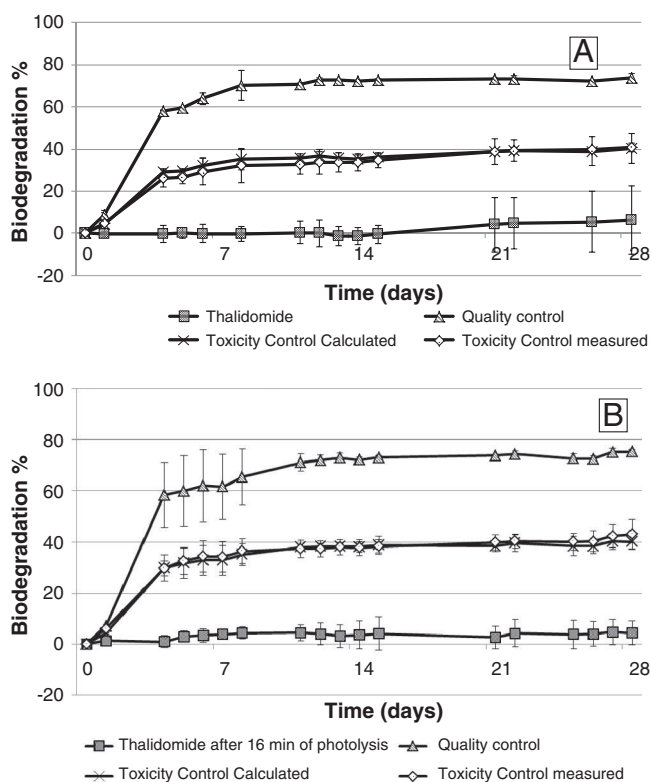 100
A
80
60
40
20
0
-20
Biodegradation %
0 7 14 21 28
Time (days)
Thalidomide Quality control
Toxicity Control Calculated Toxicity Control measured
100
B
80
60
40
20
0
-20
Biodegradation %
0 7 14 21 28
Time (days)
Thalidomide after 16 min of photolysis Quality control
Toxicity Control Calculated Toxicity Control measured